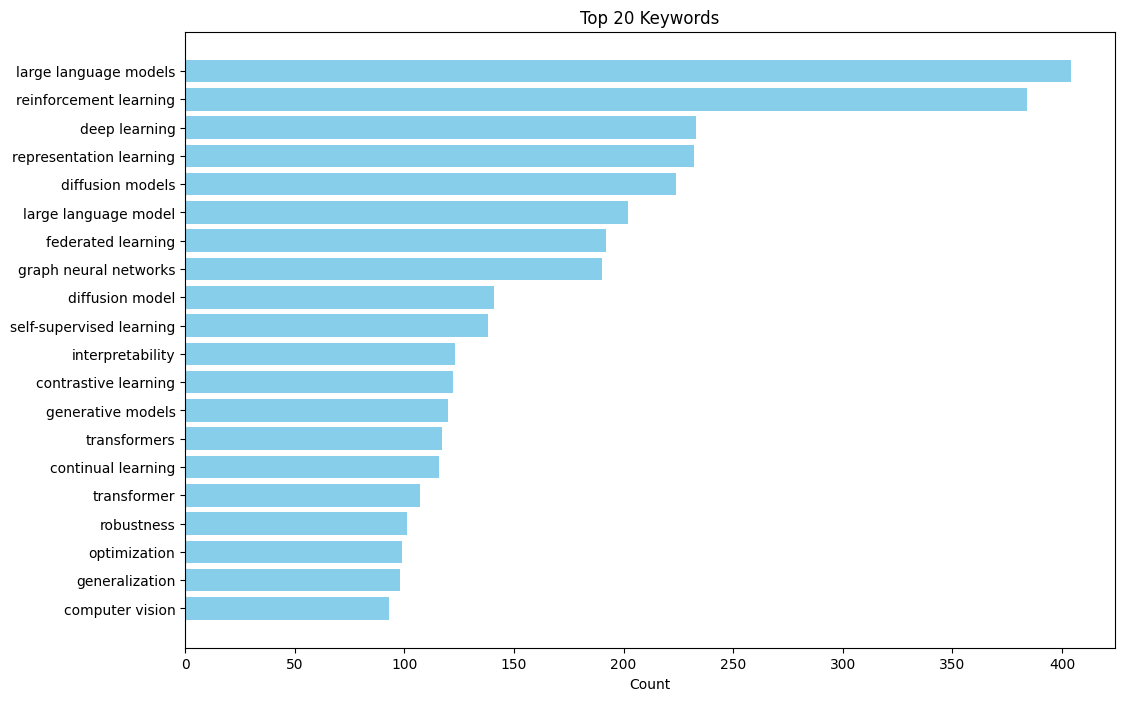 Top 20 Keywords
large language models
reinforcement learning
deep learning
representation learning
diffusion models
large language model
federated learning
graph neural networks
diffusion model
self-supervised learning
interpretability
contrastive learning
generative models
transformers
continual learning
transformer
robustness
optimization
generalization
computer vision
0 50 100 150 200 250 300 350 400
Count